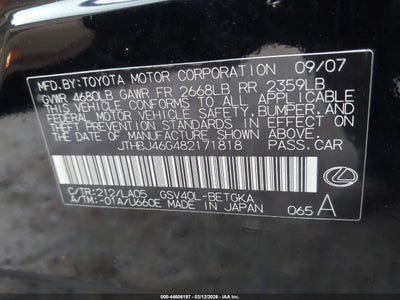 MFD.BY:TOYOTA MOTOR CORPORATION 09/07
GVWR 4680LB GAWR FR 2668LB RR 2359LB
THIS VEHICLE CONFORMS TO ALL APPLICABLE
FEDERAL MOTOR VEHICLE SAFETY, BUMPER, AND
THEFT PREVENTION STANDARDS IN EFFECT ON
THE DATE OF MANUFACTURE SHOWN ABOVE.
JTHBJ46G482171818 PASS.CAR
C/TR:212/LA05 GSV40L-BETGKA
A/TM:-01A/U660E MADE IN JAPAN 065 A
000-44606197 - 03/12/2026 - IAAI